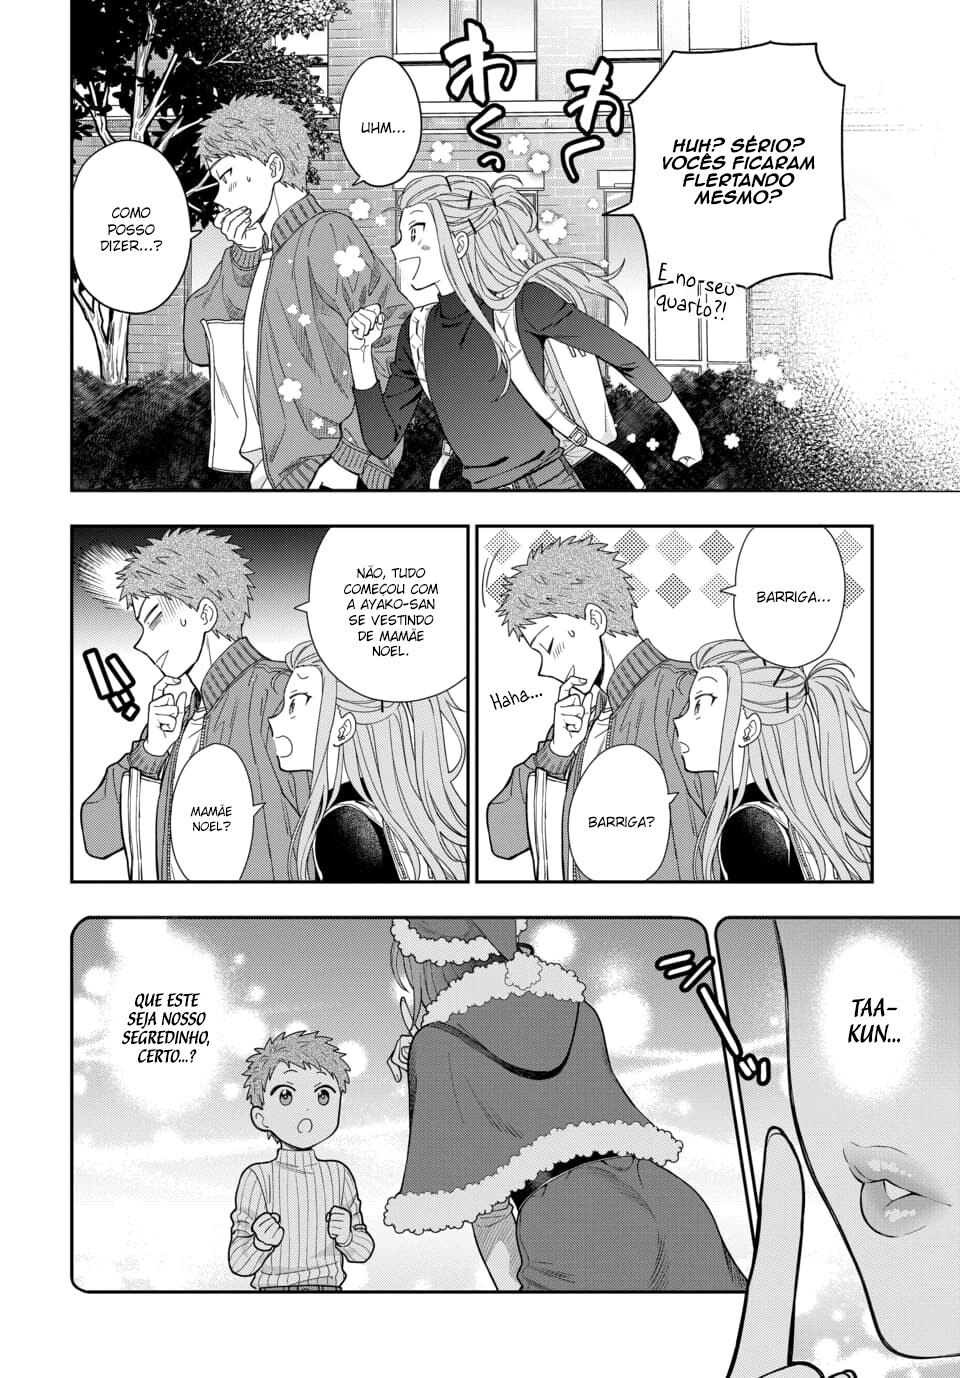 HUH? SÉRIO?
VOCÊS FICARAM
FLERTANDO
MESMO?
E no seu
quarto?!
わく
わくっ
UHM...
COMO
POSSO
DIZER...?
BARRIGA...
Haha...
BARRIGA?
NÃO, TUDO
COMEÇOU COM
A AYAKO-SAN
SE VESTINDO
DE MAMÃE
NOEL.
MAMÃE
NOEL?
TAA-
KUN...
QUE ESTE
SEJA NOSSO
SEGREDINHO,
CERTO...?